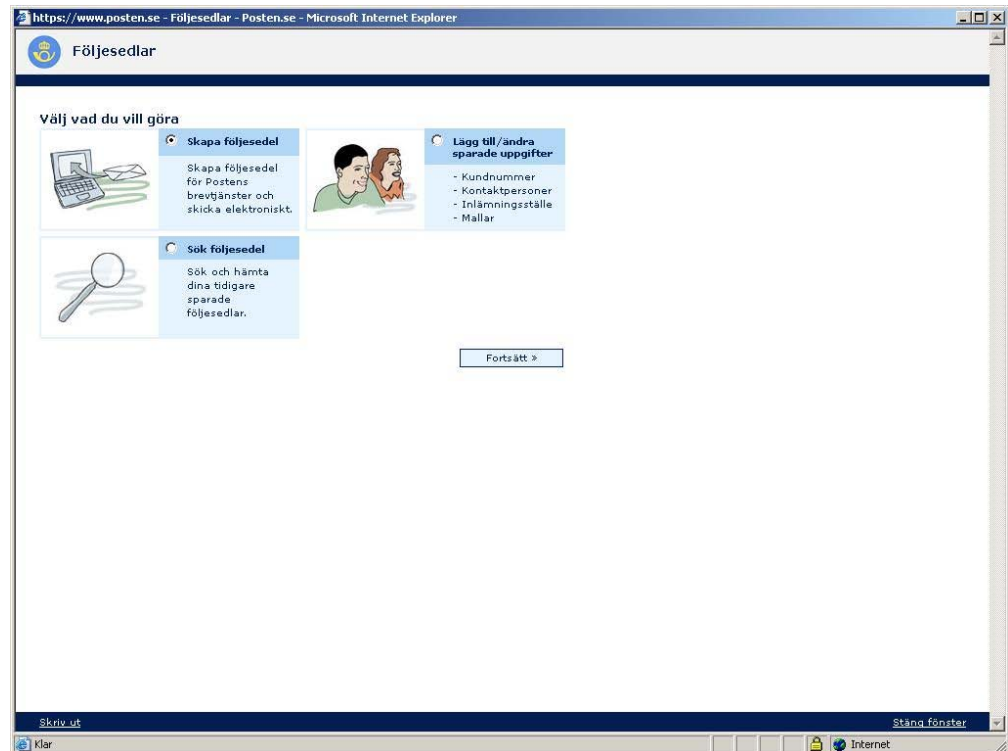 https://www.posten.se - Följesedlar - Posten.se - Microsoft Internet Explorer
Följesedlar
Välj vad du vill göra
Skapa följesedel
Skapa följesedel
för Postens
brevtjänster och
skicka elektroniskt.
Lägg till/ändra
sparade uppgifter
- Kundnummer
- Kontaktpersoner
- Inlämningsställe
- Mallar
Sök följesedel
Sök och hämta
dina tidigare
sparade
följesedlar.
Fortsätt »
Skriv ut
Stäng fönster
Klar
Internet